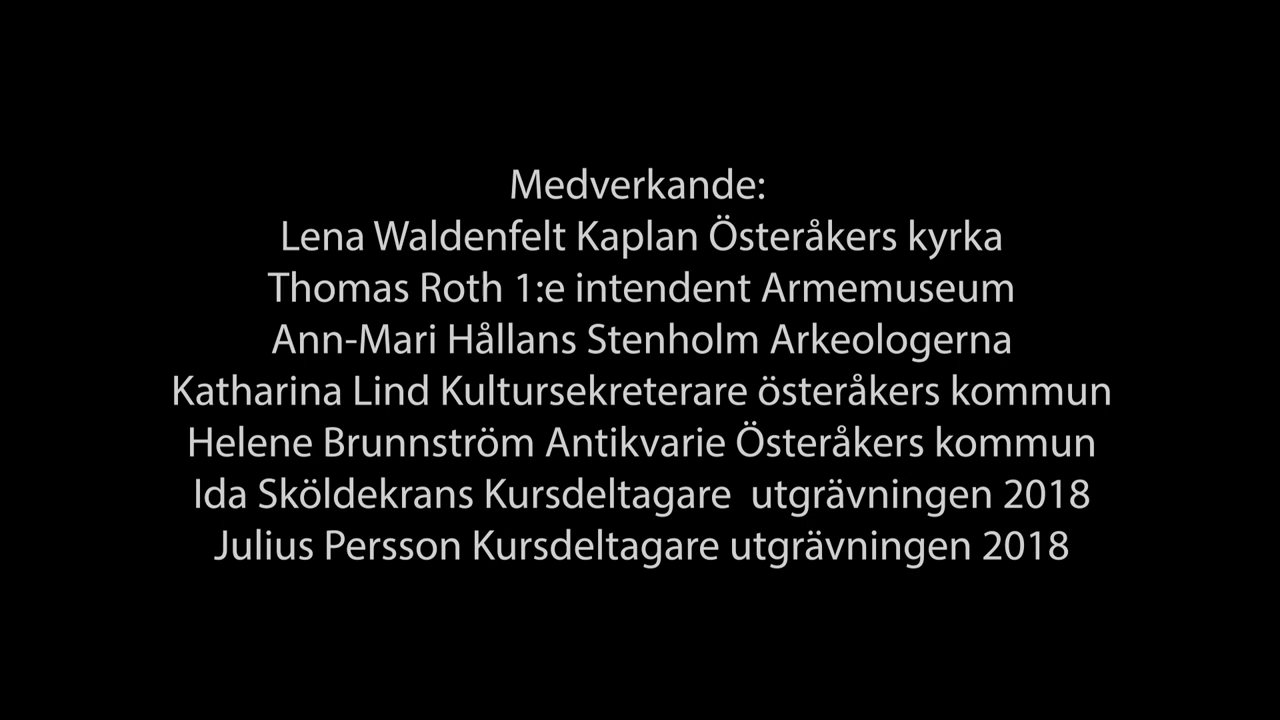 Medverkande:
Lena Waldenfelt Kaplan Österåkers kyrka
Thomas Roth 1:e intendent Armemuseum
Ann-Mari Hållans Stenholm Arkeologerna
Katharina Lind Kultursekreterare österåkers kommun
Helene Brunnström Antikvarie Österåkers kommun
Ida Sköldekrans Kursdeltagare  utgrävningen 2018
Julius Persson Kursdeltagare utgrävningen 2018